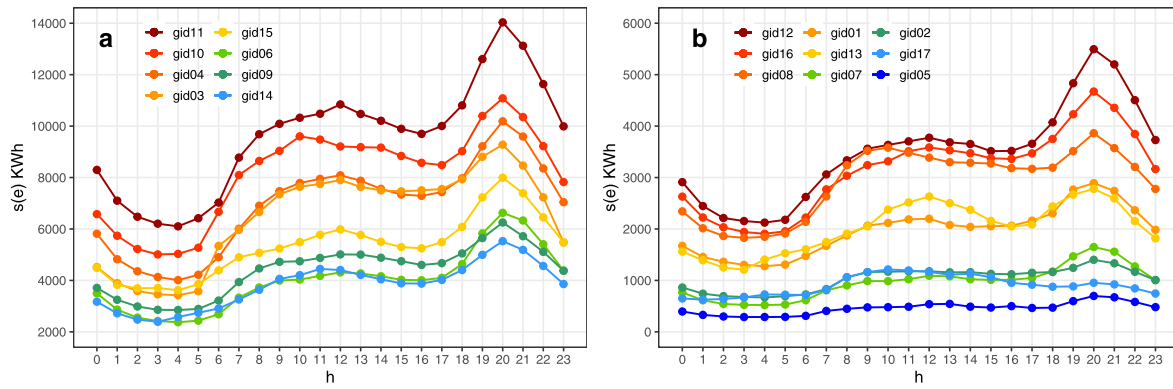 a
gid11 gid15
gid10 gid06
gid04 gid09
gid03 gid14
s(e) KWh
14000
12000
10000
8000
6000
4000
2000
0 1 2 3 4 5 6 7 8 9 10 11 12 13 14 15 16 17 18 19 20 21 22 23
h
b
gid12 gid01 gid02
gid16 gid13 gid17
gid08 gid07 gid05
s(e) KWh
6000
5000
4000
3000
2000
1000
0
0 1 2 3 4 5 6 7 8 9 10 11 12 13 14 15 16 17 18 19 20 21 22 23
h